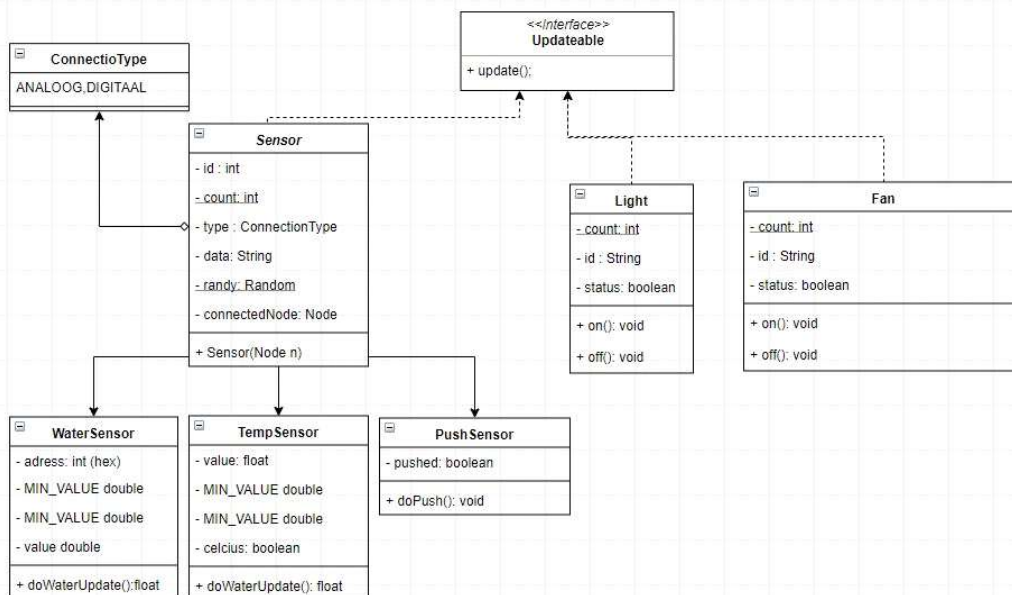 <<interface>>
Updateable
+ update();
ConnectioType
ANALOOG,DIGITAAL
Sensor
- id : int
- count: int
- type : ConnectionType
- data: String
- randy: Random
- connectedNode: Node
+ Sensor(Node n)
Light
- count: int
- id : String
- status: boolean
+ on(): void
+ off(): void
Fan
- count: int
- id : String
- status: boolean
+ on(): void
+ off(): void
WaterSensor
- adress: int (hex)
- MIN_VALUE double
- MIN_VALUE double
- value double
+ doWaterUpdate():float
TempSensor
- value: float
- MIN_VALUE double
- MIN_VALUE double
- celcius: boolean
+ doWaterUpdate(): float
PushSensor
- pushed: boolean
+ doPush(): void